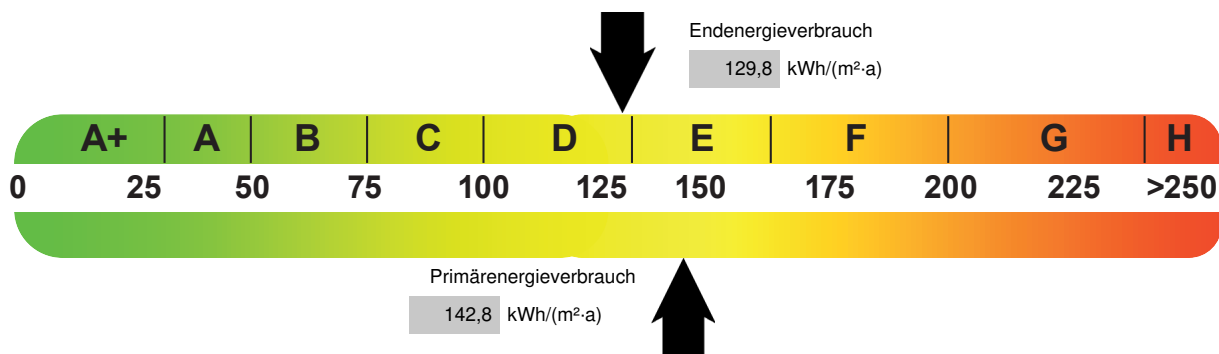 Endenergieverbrauch
129,8 kWh/(m²·a)
A+ A B C D E F G H
0 25 50 75 100 125 150 175 200 225 >250
Primärenergieverbrauch
142,8 kWh/(m²·a)